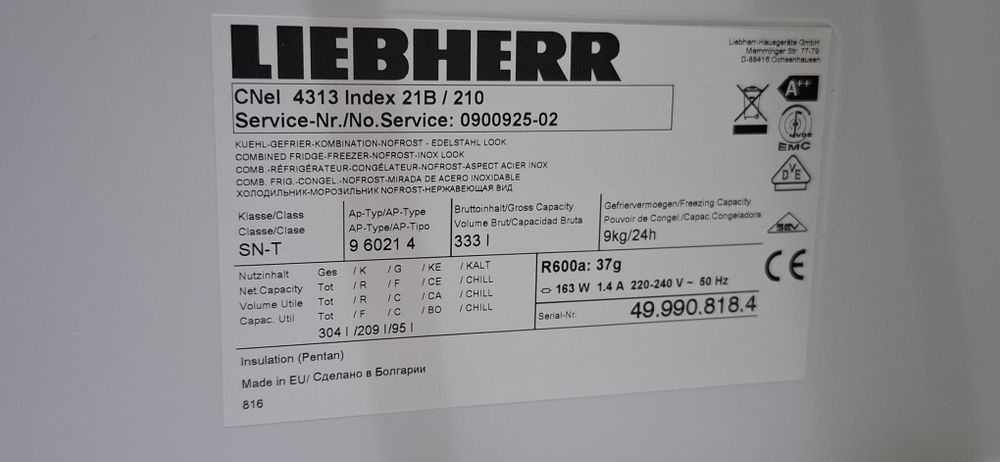 LIEBHERR
Liebherr-Hausgeräte GmbH
Memminger Str. 77-79
D-88416 Ochsenhausen
CNel 4313 Index 21B / 210
Service-Nr./No.Service: 0900925-02
A++
KUEHL-GEFRIER-KOMBINATION-NOFROST - EDELSTAHL LOOK
COMBINED FRIDGE-FREEZER-NOFROST-INOX LOOK
COMB.-RÉFRIGÉRATEUR-CONGÉLATEUR-NOFROST-ASPECT ACIER INOX
COMB. FRIG.-CONGEL.-NOFROST-MIRADA DE ACERO INOXIDABLE
ХОЛОДИЛЬНИК-МОРОЗИЛЬНИК NOFROST-НЕРЖАВЕЮЩАЯ ВИД
EMC
DVE
Klasse/Class
Classe/Clase
SN-T
Ap-Typ/AP-Type
AP-Type/AP-Tipo
9 6021 4
Bruttoinhalt/Gross Capacity
Volume Brut/Capacidad Bruta
333 l
Gefriervermoegen/Freezing Capacity
Pouvoir de Congel./Capac.Congeladora
9kg/24h
CE
Nutzinhalt Ges / K / G / KE / KALT
Net.Capacity Tot / R / F / CE / CHILL
Volume Utile Tot / R / C / CA / CHILL
Capac. Util Tot / F / C / BO / CHILL
304 l /209 l /95 l
R600a: 37g
163 W 1.4 A 220-240 V ~ 50 Hz
Serial-Nr. 49.990.818.4
Insulation (Pentan)
Made in EU/ Сделано в Болгарии
816